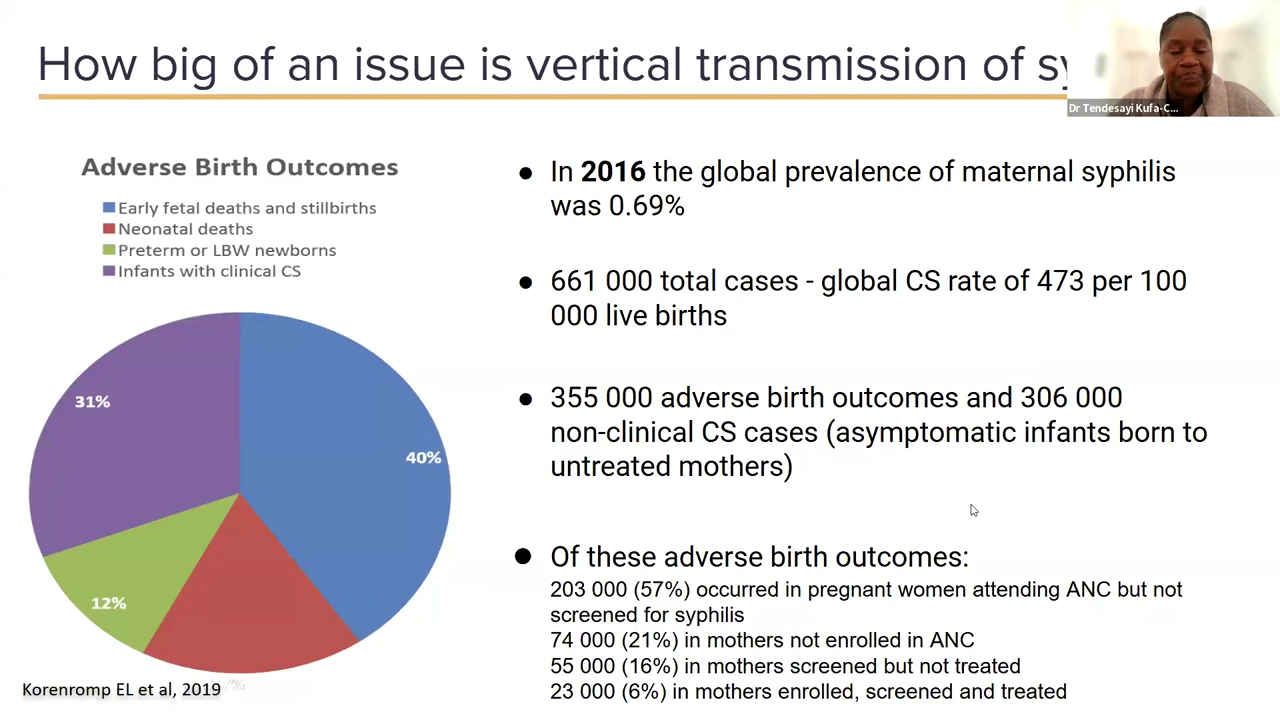 How big of an issue is vertical transmission of sy
Dr Tendesayi Kufa-C...
Adverse Birth Outcomes
Early fetal deaths and stillbirths
Neonatal deaths
Preterm or LBW newborns
Infants with clinical CS
31%
40%
12%
Korenromp EL et al, 2019
● In 2016 the global prevalence of maternal syphilis
was 0.69%
● 661 000 total cases - global CS rate of 473 per 100
000 live births
● 355 000 adverse birth outcomes and 306 000
non-clinical CS cases (asymptomatic infants born to
untreated mothers)
● Of these adverse birth outcomes:
203 000 (57%) occurred in pregnant women attending ANC but not
screened for syphilis
74 000 (21%) in mothers not enrolled in ANC
55 000 (16%) in mothers screened but not treated
23 000 (6%) in mothers enrolled, screened and treated